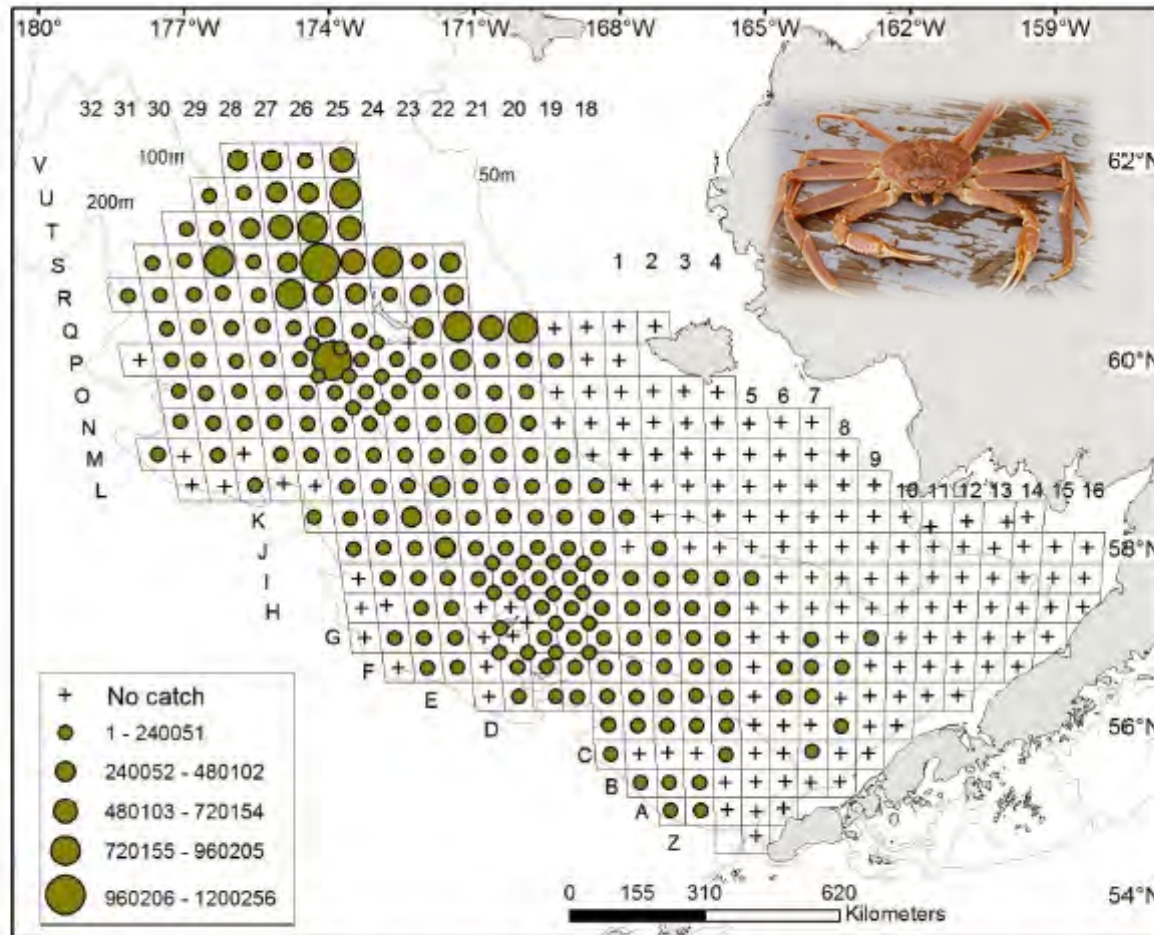 180° 177°W 174°W 171°W 168°W 165°W 162°W 159°W
32 31 30 29 28 27 26 25 24 23 22 21 20 19 18
V 100m 50m 62°N
U 200m
T
S 1 2 3 4
R
Q
P 60°N
O 5 6 7
N 8
M 9
L 10 11 12 13 14 15 16
K
J 58°N
I
H
G
F
E
D 56°N
C
B
A
Z
No catch
1 - 240051
240052 - 480102
480103 - 720154
720155 - 960205
960206 - 1200256
0 155 310 620
Kilometers
54°N